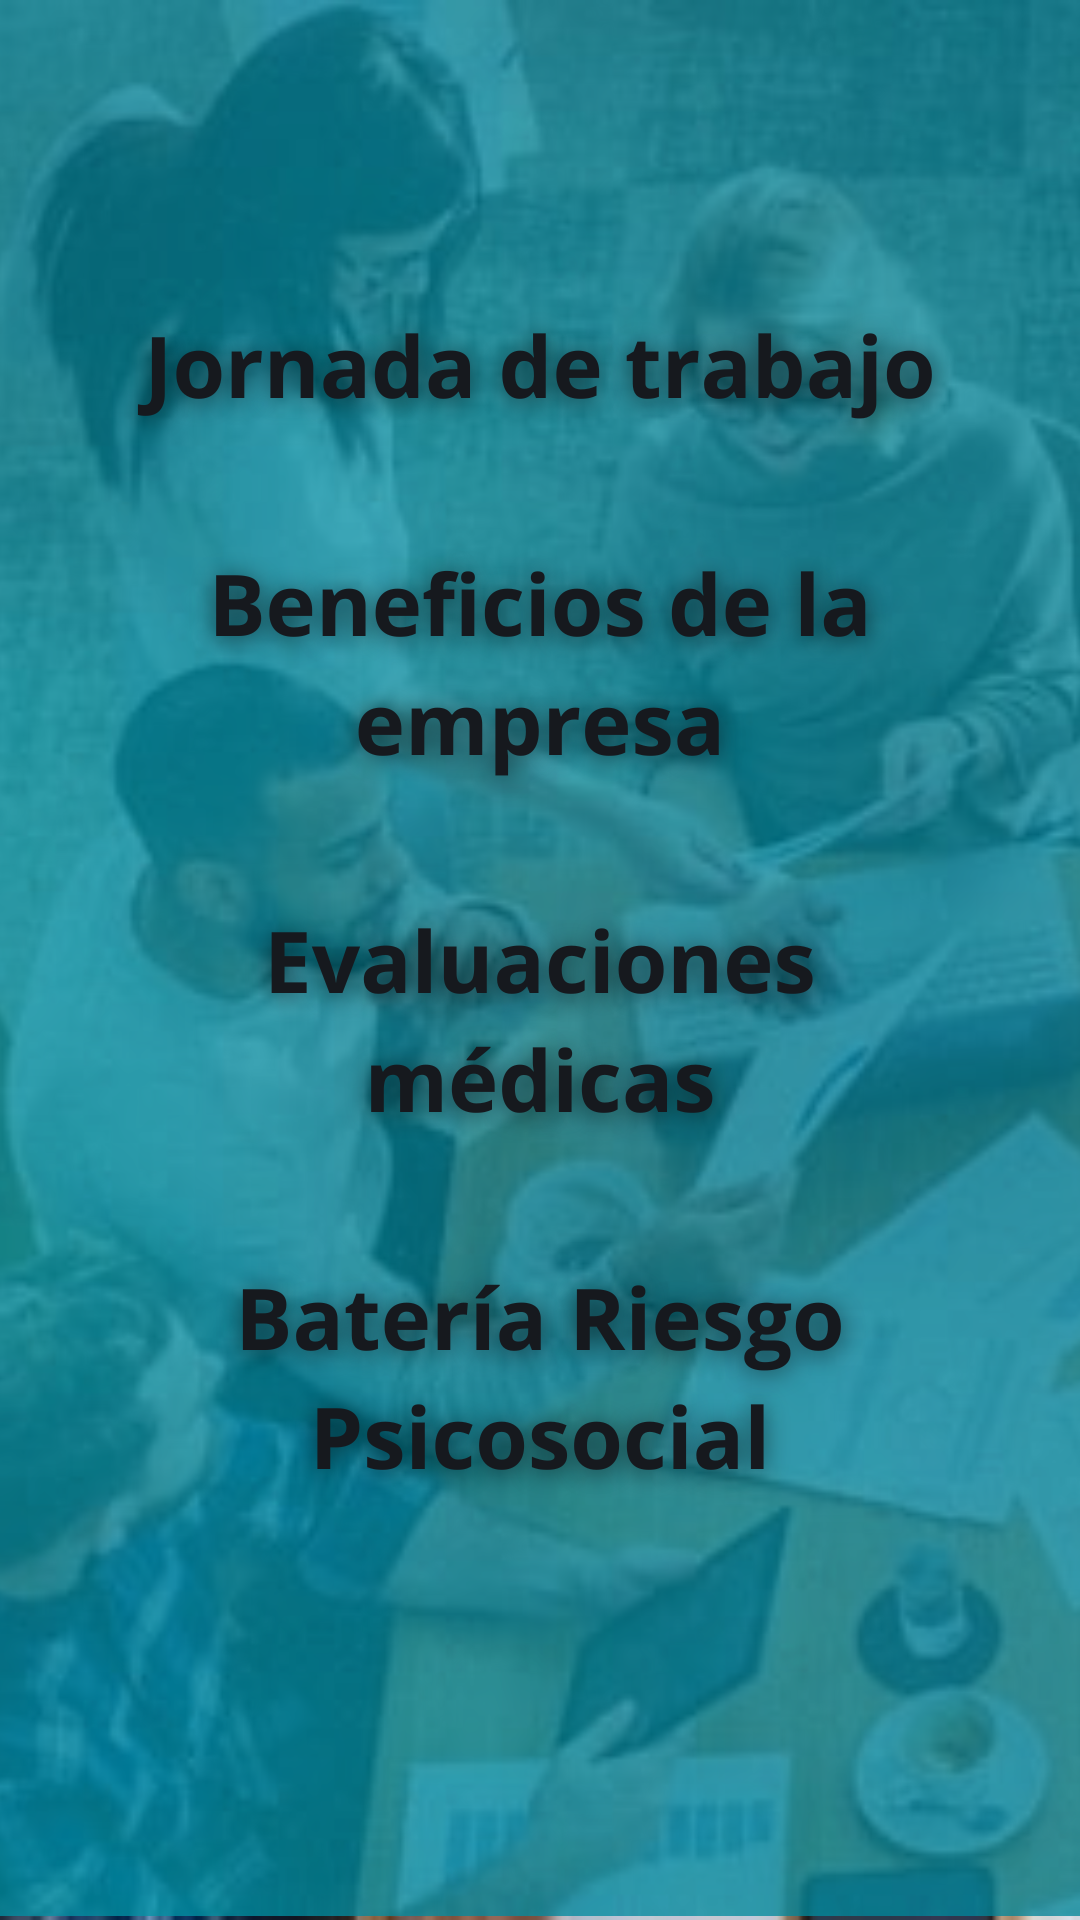 Jornada de trabajo
Beneficios de la
empresa
Evaluaciones
médicas
Batería Riesgo
Psicosocial